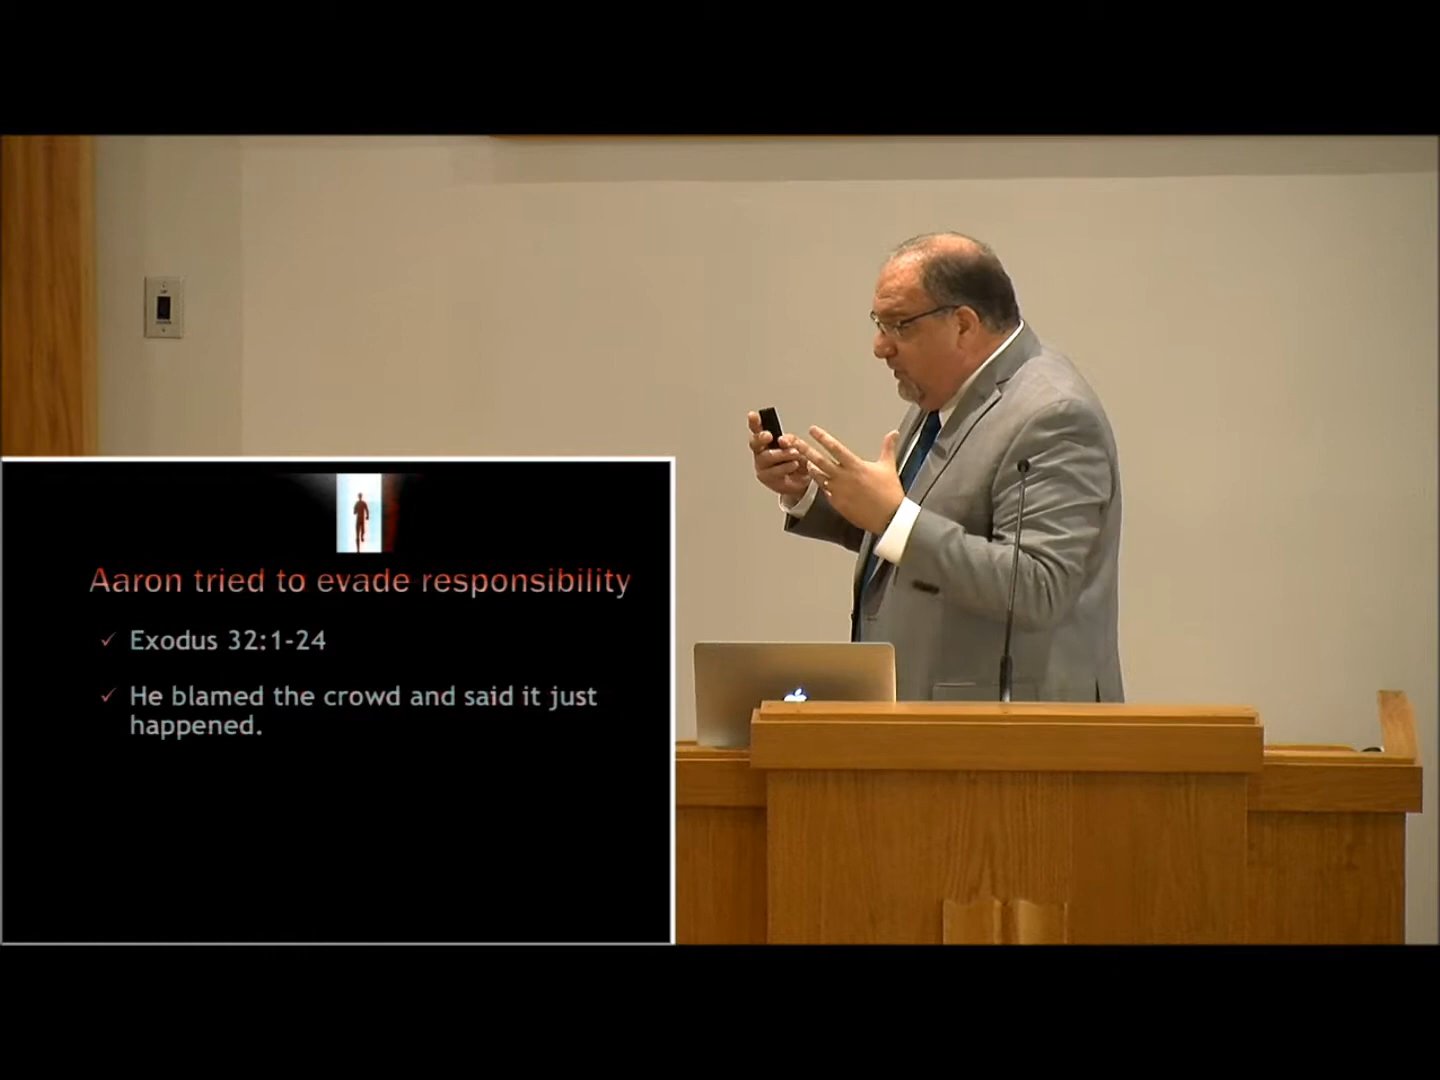 Aaron tried to evade responsibility
✓ Exodus 32:1-24
✓ He blamed the crowd and said it just
happened.